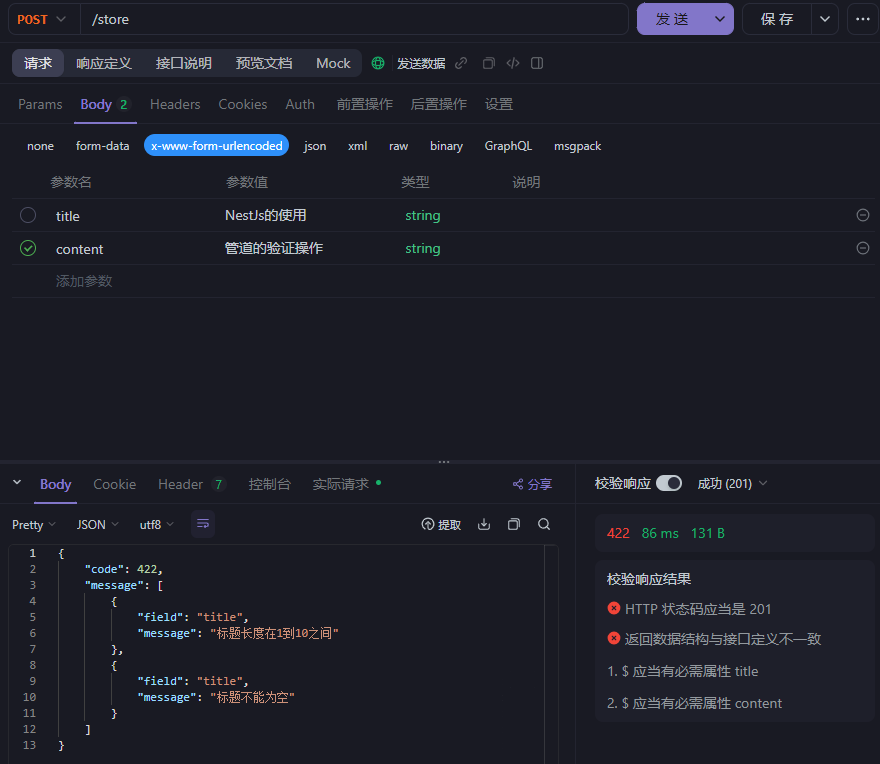 POST /store 发 送 保 存
请求 响应定义 接口说明 预览文档 Mock 发送数据
Params Body 2 Headers Cookies Auth 前置操作 后置操作 设置
none form-data x-www-form-urlencoded json xml raw binary GraphQL msgpack
参数名 参数值 类型 说明
title NestJs的使用 string
content 管道的验证操作 string
添加参数
Body Cookie Header 7 控制台 实际请求 分享
Pretty JSON utf8 提取
1 {
2 "code": 422,
3 "message": [
4 {
5 "field": "title",
6 "message": "标题长度在1到10之间"
7 },
8 {
9 "field": "title",
10 "message": "标题不能为空"
11 }
12 ]
13 }
校验响应 成功 (201)
422 86 ms 131 B
校验响应结果
HTTP 状态码应当是 201
返回数据结构与接口定义不一致
1. $ 应当有必需属性 title
2. $ 应当有必需属性 content